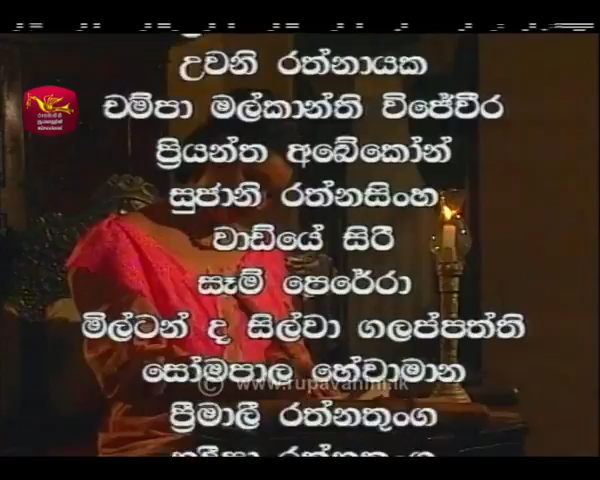 උවනි රත්නායක
චම්පා මල්කාන්ති විජේවීර
ප්‍රියන්ත අබේකෝන්
සුජානි රත්නසිංහ
වාඩියේ සිරි
සෑම් පෙරේරා
මිල්ටන් ද සිල්වා ගලප්පත්ති
සෝමපාල හේවාමාන
© www.rupavahini.lk
ප්‍රීමාලී රත්නතුංග